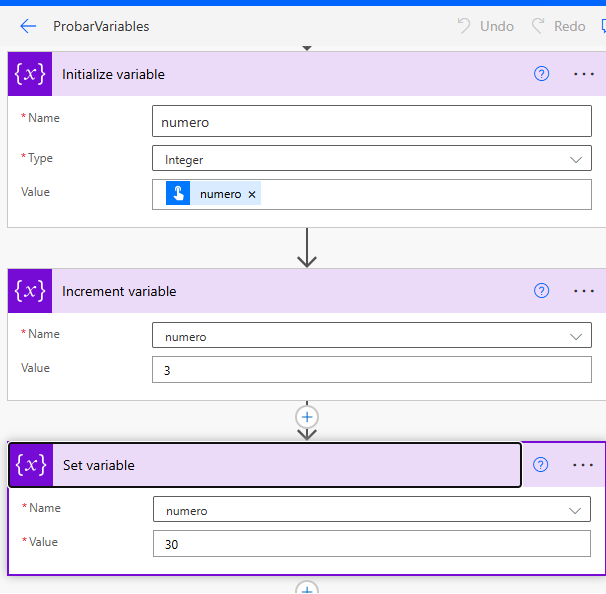 ProbarVariables Undo Redo
{x} Initialize variable ? ...
* Name numero
* Type Integer
Value numero ×
{x} Increment variable ? ...
* Name numero
Value 3
{x} Set variable ? ...
* Name numero
* Value 30